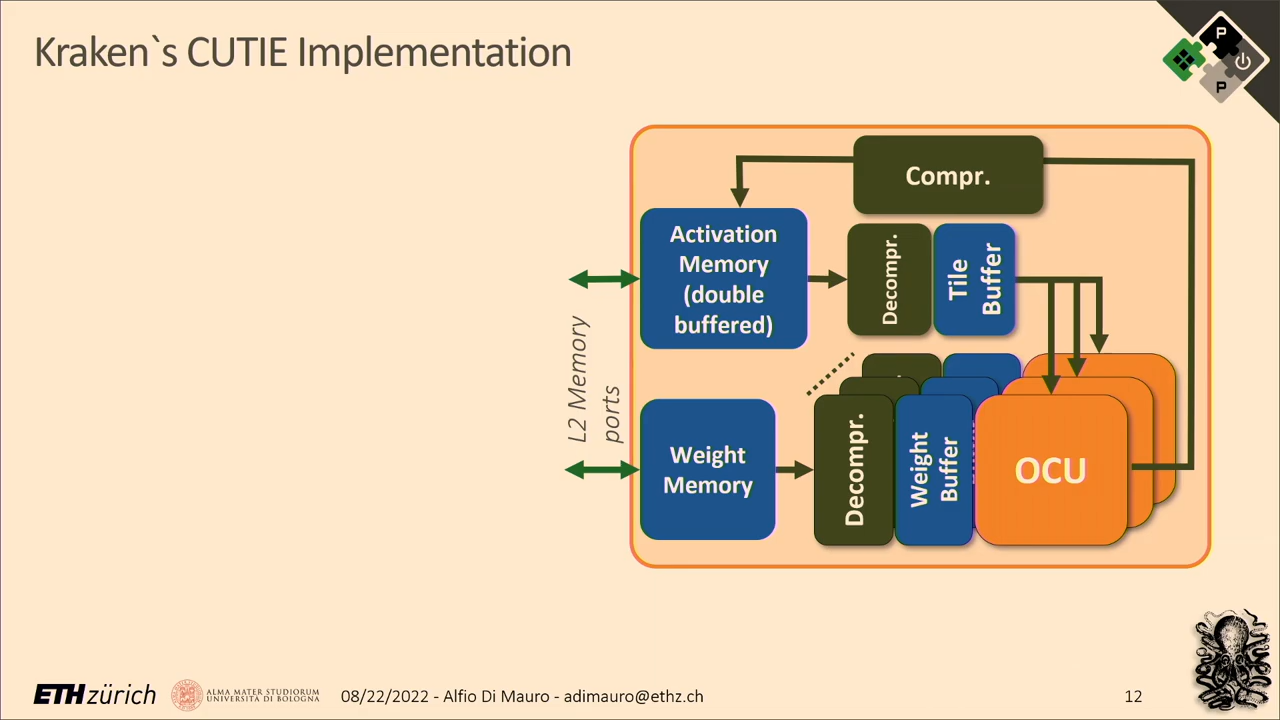 Kraken`s CUTIE Implementation
P
P
Compr.
Activation
Memory
(double
buffered)
Decompr.
Tile
Buffer
L2 Memory
ports
Weight
Memory
Decompr.
Weight
Buffer
OCU
ETH zürich
ALMA MATER STUDIORUM
UNIVERSITÀ DI BOLOGNA
08/22/2022 - Alfio Di Mauro - adimauro@ethz.ch
12